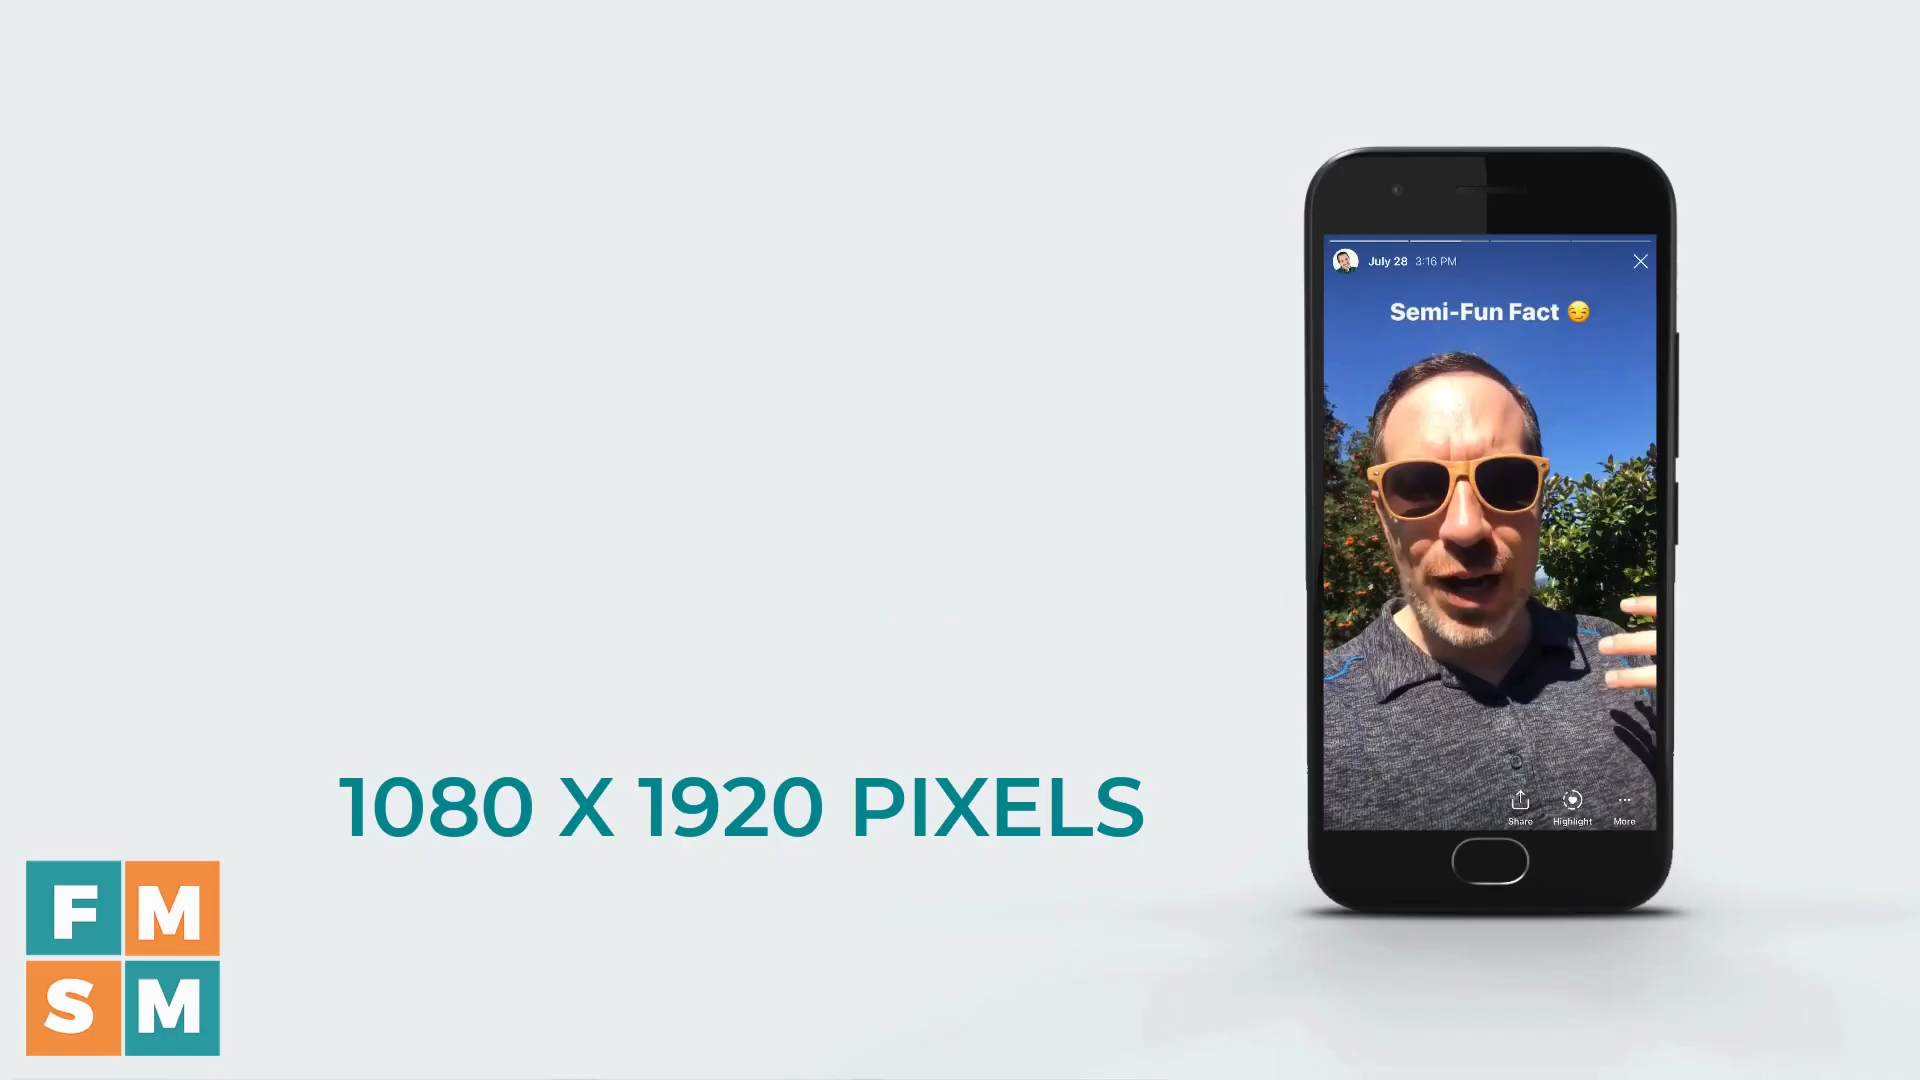 July 28 3:16 PM
Semi-Fun Fact 😏
Share Highlight More
1080 X 1920 PIXELS
F M
S M